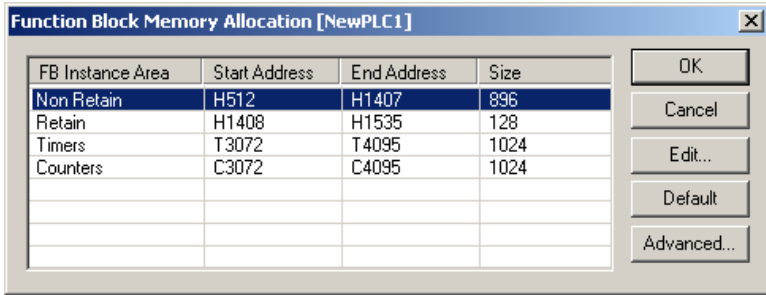 Function Block Memory Allocation [NewPLC1]
FB Instance Area Start Address End Address Size
Non Retain H512 H1407 896
Retain H1408 H1535 128
Timers T3072 T4095 1024
Counters C3072 C4095 1024
OK
Cancel
Edit...
Default
Advanced...